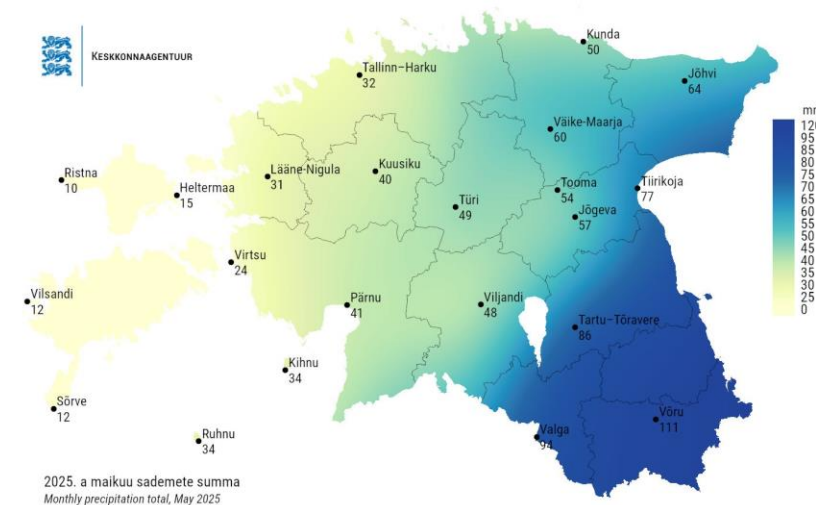 KESKKONNAAGENTUUR
Kunda
50
Tallinn–Harku
32
Jõhvi
64
mm
120
95
90
85
80
75
70
65
60
55
50
45
40
35
30
25
0
Väike-Maarja
60
Ristna
10
Heltermaa
15
Lääne-Nigula
31
Kuusiku
40
Türi
49
Tooma
54
Jõgeva
57
Tiirikoja
77
Virtsu
24
Vilsandi
12
Pärnu
41
Viljandi
48
Tartu–Tõravere
86
Kihnu
34
Sõrve
12
Ruhnu
34
Valga
94
Võru
111
2025. a maikuu sademete summa
Monthly precipitation total, May 2025